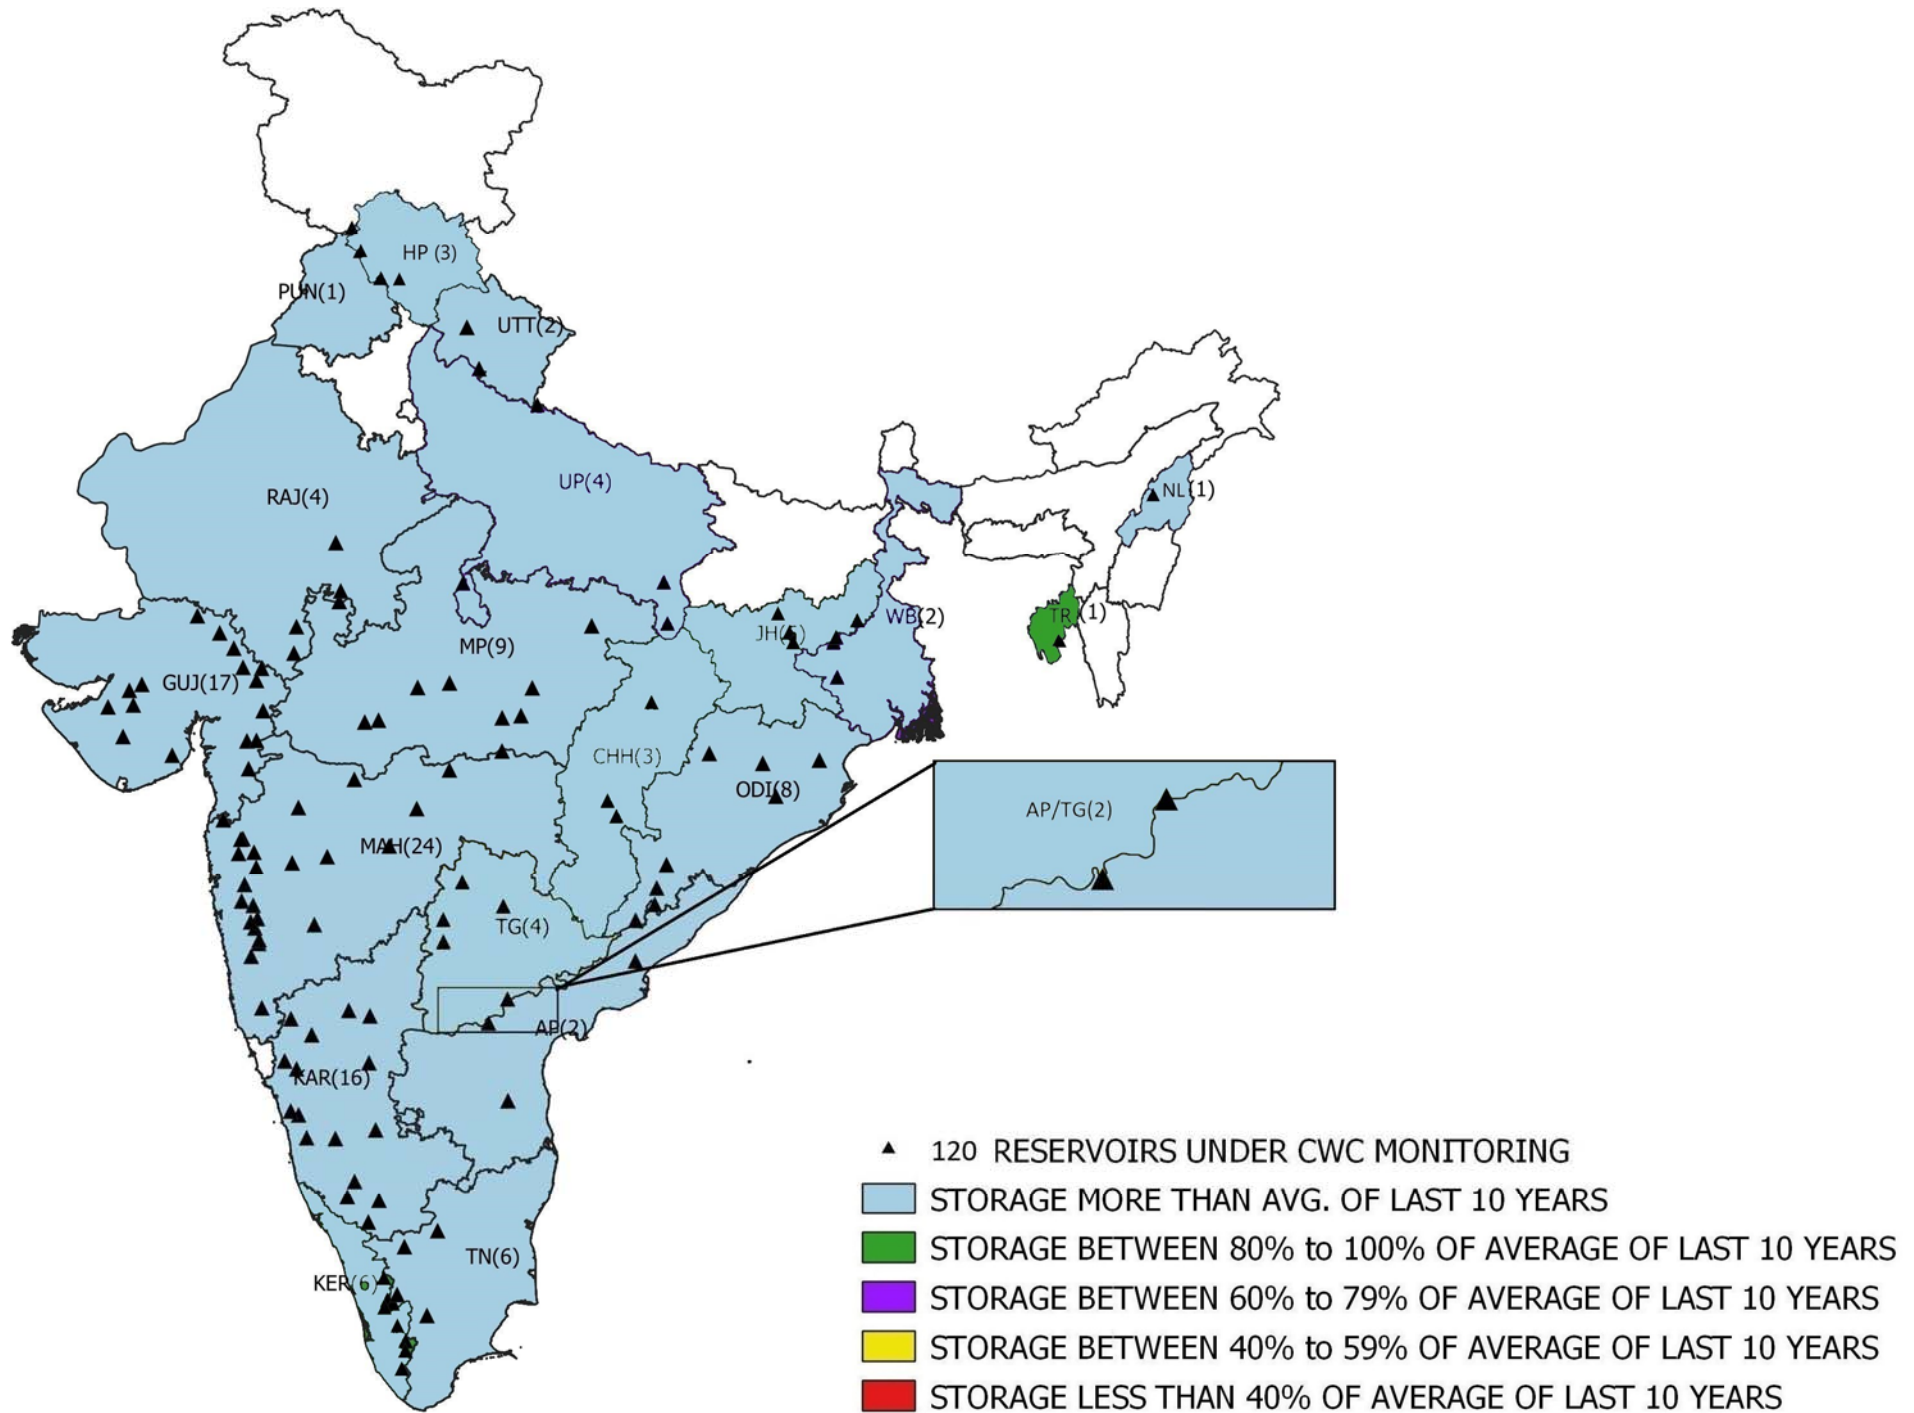 HP (3)
PUN(1)
UTT(2)
UP(4)
NL(1)
RAJ(4)
TR (1)
WB(2)
JH(5)
MP(9)
GUJ(17)
CHH(3)
ODI(8)
AP/TG(2)
MAH(24)
TG(4)
AP(2)
KAR(16)
TN(6)
KER(6)
120 RESERVOIRS UNDER CWC MONITORING
STORAGE MORE THAN AVG. OF LAST 10 YEARS
STORAGE BETWEEN 80% to 100% OF AVERAGE OF LAST 10 YEARS
STORAGE BETWEEN 60% to 79% OF AVERAGE OF LAST 10 YEARS
STORAGE BETWEEN 40% to 59% OF AVERAGE OF LAST 10 YEARS
STORAGE LESS THAN 40% OF AVERAGE OF LAST 10 YEARS